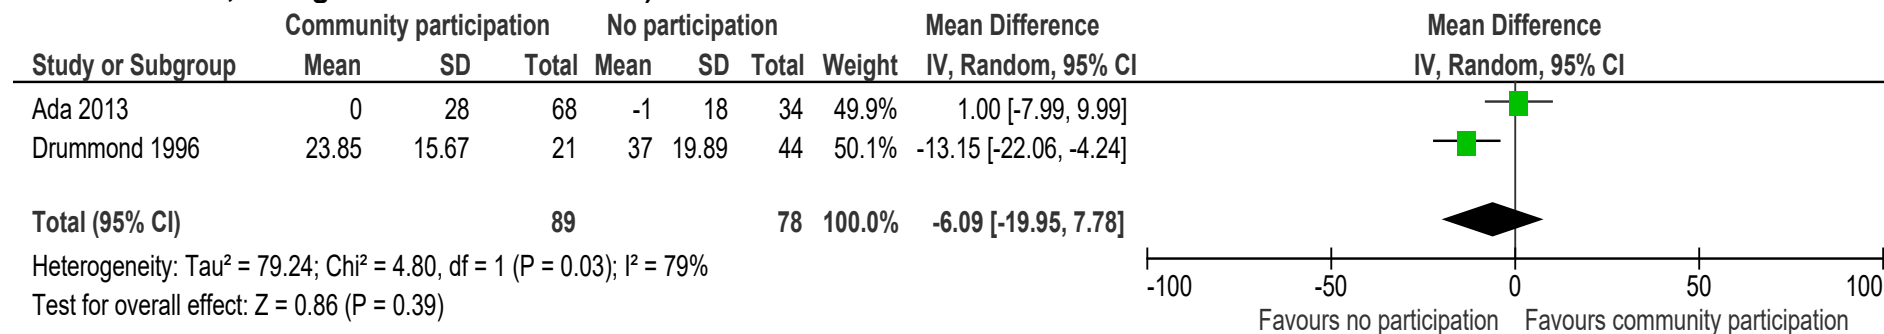 Community participation No participation Mean Difference Mean Difference
Study or Subgroup Mean SD Total Mean SD Total Weight IV, Random, 95% CI IV, Random, 95% CI
Ada 2013 0 28 68 -1 18 34 49.9% 1.00 [-7.99, 9.99]
Drummond 1996 23.85 15.67 21 37 19.89 44 50.1% -13.15 [-22.06, -4.24]
Total (95% CI) 89 78 100.0% -6.09 [-19.95, 7.78]
Heterogeneity: Tau² = 79.24; Chi² = 4.80, df = 1 (P = 0.03); I² = 79%
Test for overall effect: Z = 0.86 (P = 0.39)
-100 -50 0 50 100
Favours no participation Favours community participation